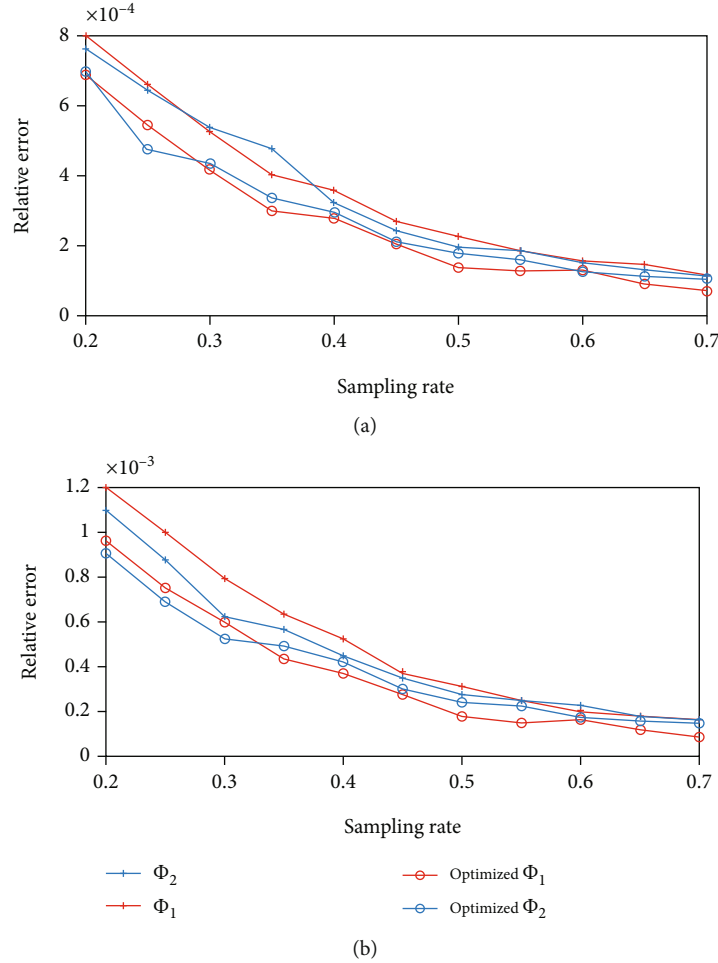 ×10⁻⁴
8
6
4
2
0
Relative error
0.2 0.3 0.4 0.5 0.6 0.7
Sampling rate
(a)
×10⁻³
1.2
1
0.8
0.6
0.4
0.2
0
Relative error
0.2 0.3 0.4 0.5 0.6 0.7
Sampling rate
Φ₂ Optimized Φ₁
Φ₁ Optimized Φ₂
(b)